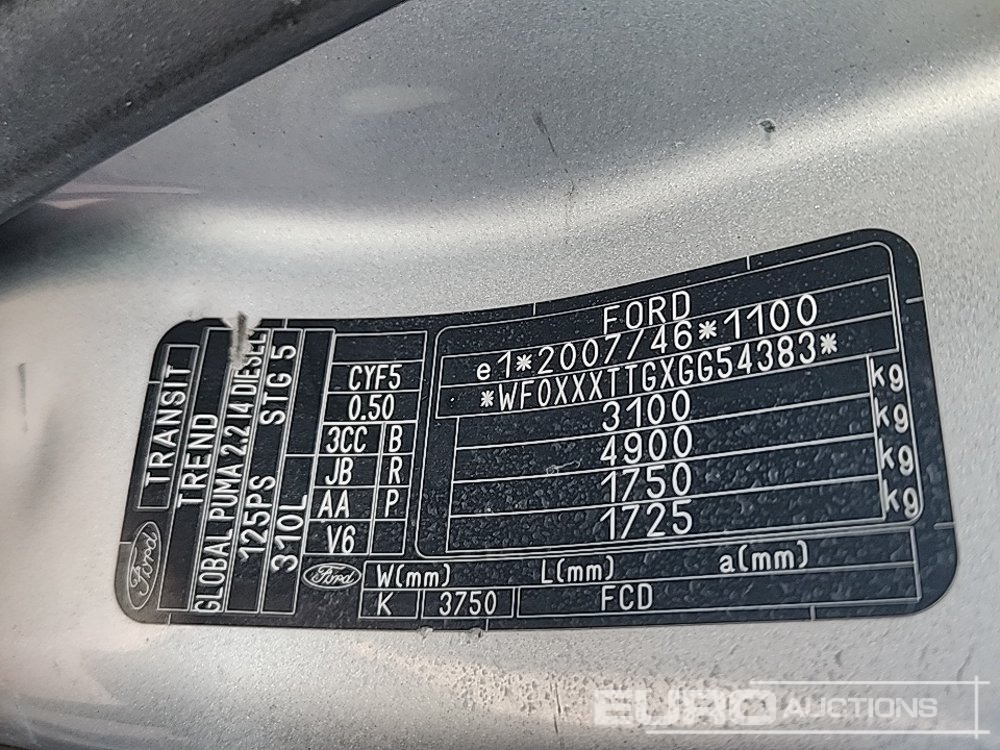 FORD
e1*2007/46*1100
*WF0XXXTTGXGG54383*
3100 kg
4900 kg
1750 kg
1725 kg
TRANSIT
TREND
GLOBAL PUMA 2.2 I4 DIESEL
125PS STG 5
310L
CYF5
0.50
3CC B
JB R
AA P
V6
Ford
Ford
W(mm) L(mm) a(mm)
K 3750 FCD
EURO AUCTIONS